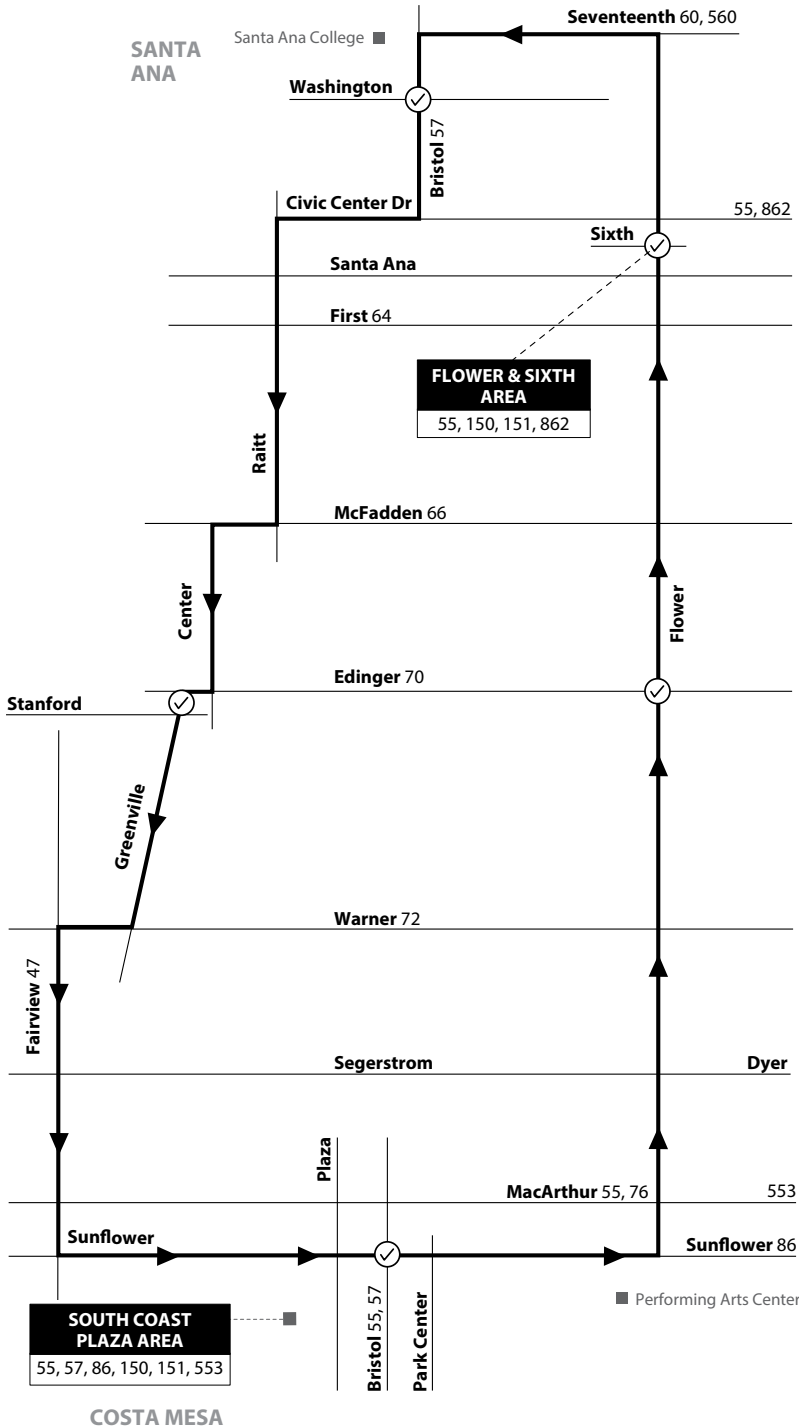 Seventeenth 60, 560
Santa Ana College
SANTA
ANA
Washington
Bristol 57
Civic Center Dr
55, 862
Sixth
Santa Ana
First 64
FLOWER & SIXTH
AREA
55, 150, 151, 862
Raitt
McFadden 66
Center
Flower
Edinger 70
Stanford
Greenville
Warner 72
Fairview 47
Segerstrom
Dyer
Plaza
MacArthur 55, 76
553
Sunflower
Sunflower 86
Bristol 55, 57
Park Center
Performing Arts Center
SOUTH COAST
PLAZA AREA
55, 57, 86, 150, 151, 553
COSTA MESA